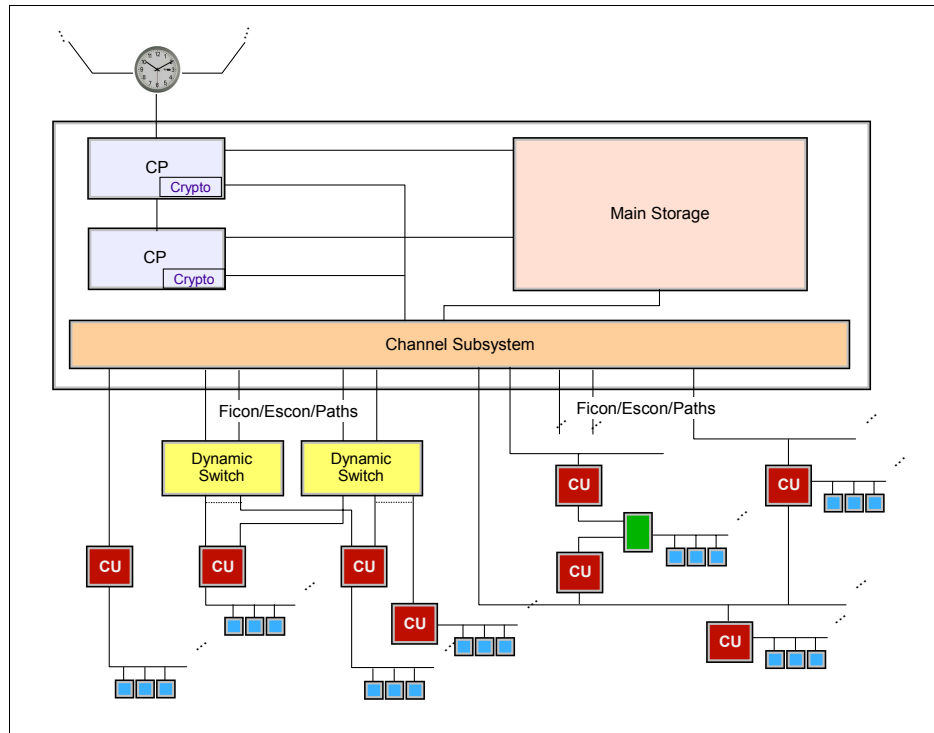 CP
Crypto
Main Storage
CP
Crypto
Channel Subsystem
Ficon/Escon/Paths
Ficon/Escon/Paths
Dynamic
Switch
Dynamic
Switch
CU
CU
CU
CU
CU
CU
CU
CU